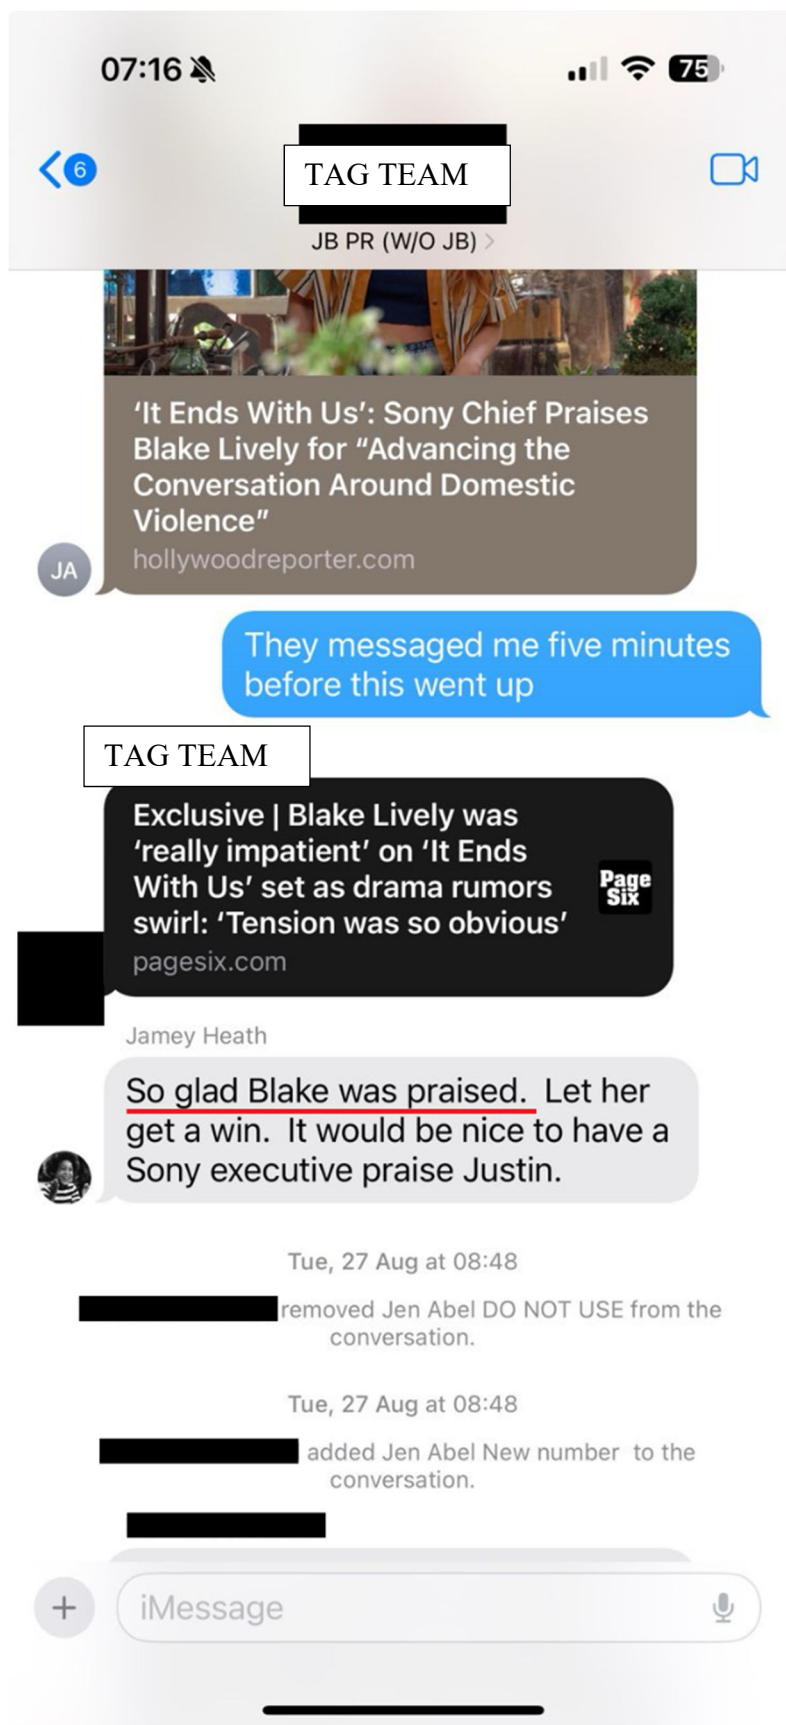 07:16
75
6
TAG TEAM
JB PR (W/O JB) >
‘It Ends With Us’: Sony Chief Praises
Blake Lively for “Advancing the
Conversation Around Domestic
Violence”
hollywoodreporter.com
JA
They messaged me five minutes
before this went up
TAG TEAM
Exclusive | Blake Lively was
‘really impatient’ on ‘It Ends
With Us’ set as drama rumors
swirl: ‘Tension was so obvious’
Page
Six
pagesix.com
Jamey Heath
So glad Blake was praised.  Let her
get a win.  It would be nice to have a
Sony executive praise Justin.
Tue, 27 Aug at 08:48
removed Jen Abel DO NOT USE from the
conversation.
Tue, 27 Aug at 08:48
added Jen Abel New number  to the
conversation.
+
iMessage